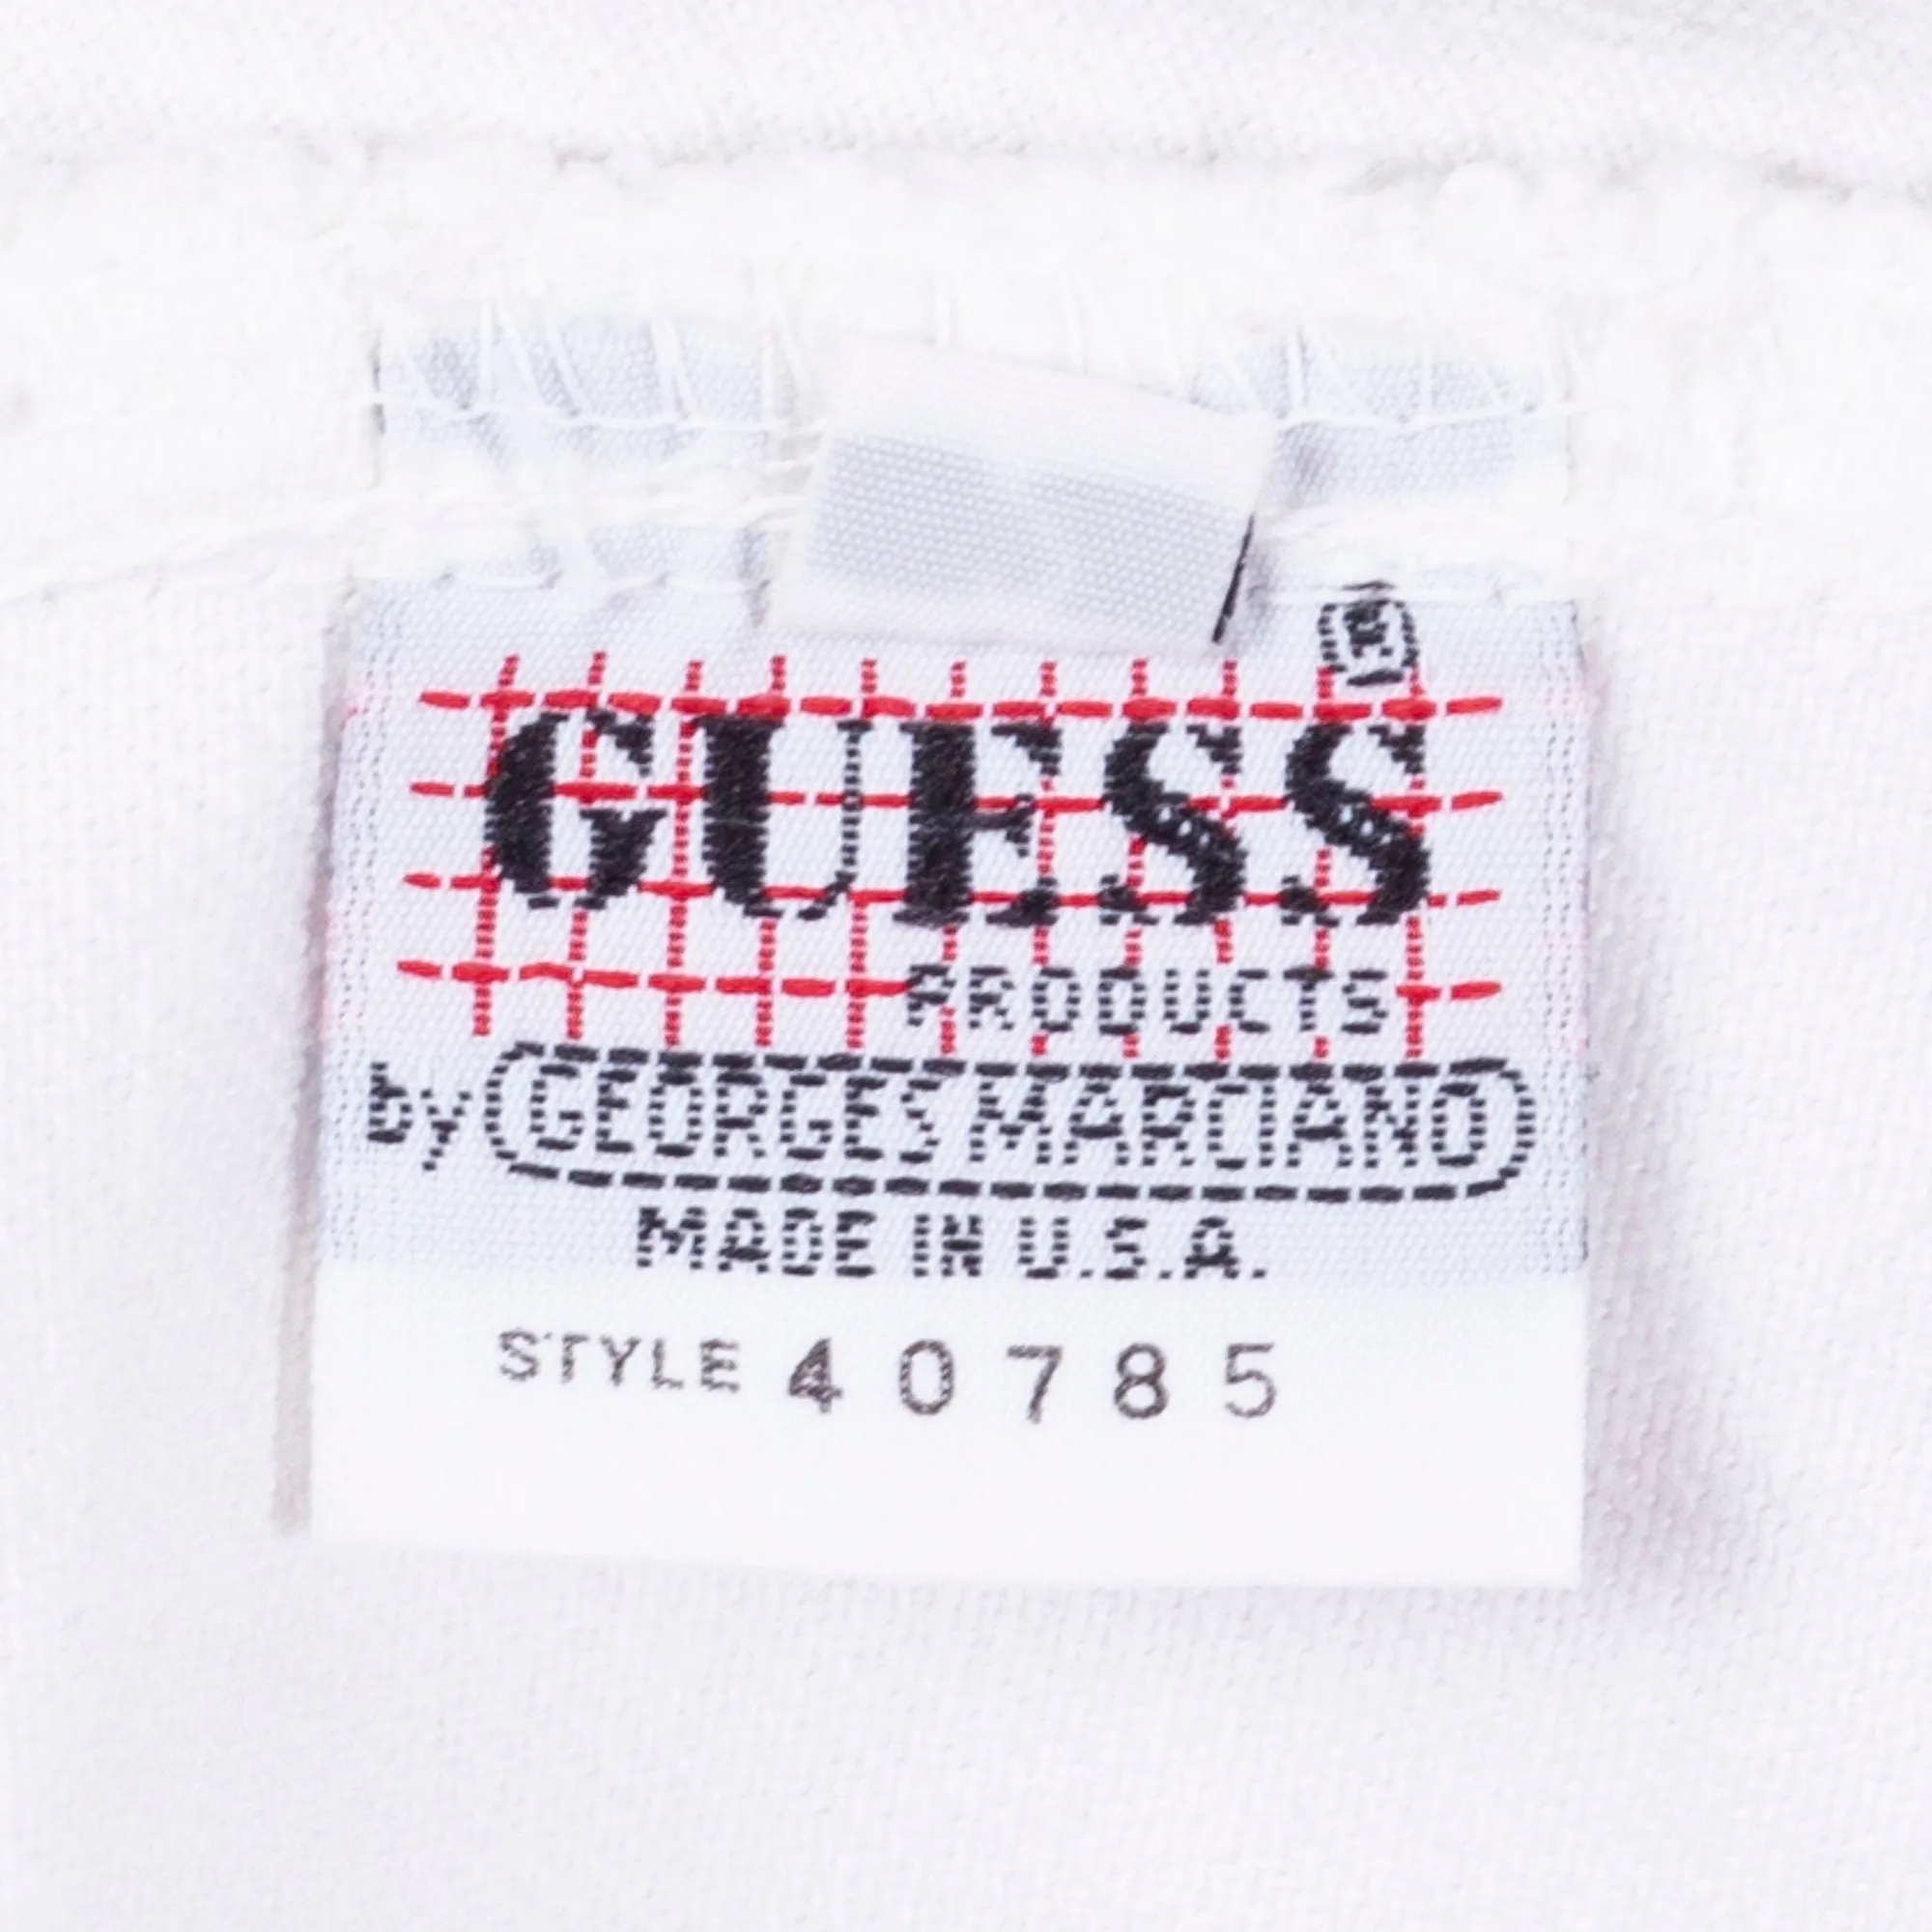 ®
GUESS
PRODUCTS
by GEORGES MARCIANO
MADE IN U.S.A.
STYLE 40785